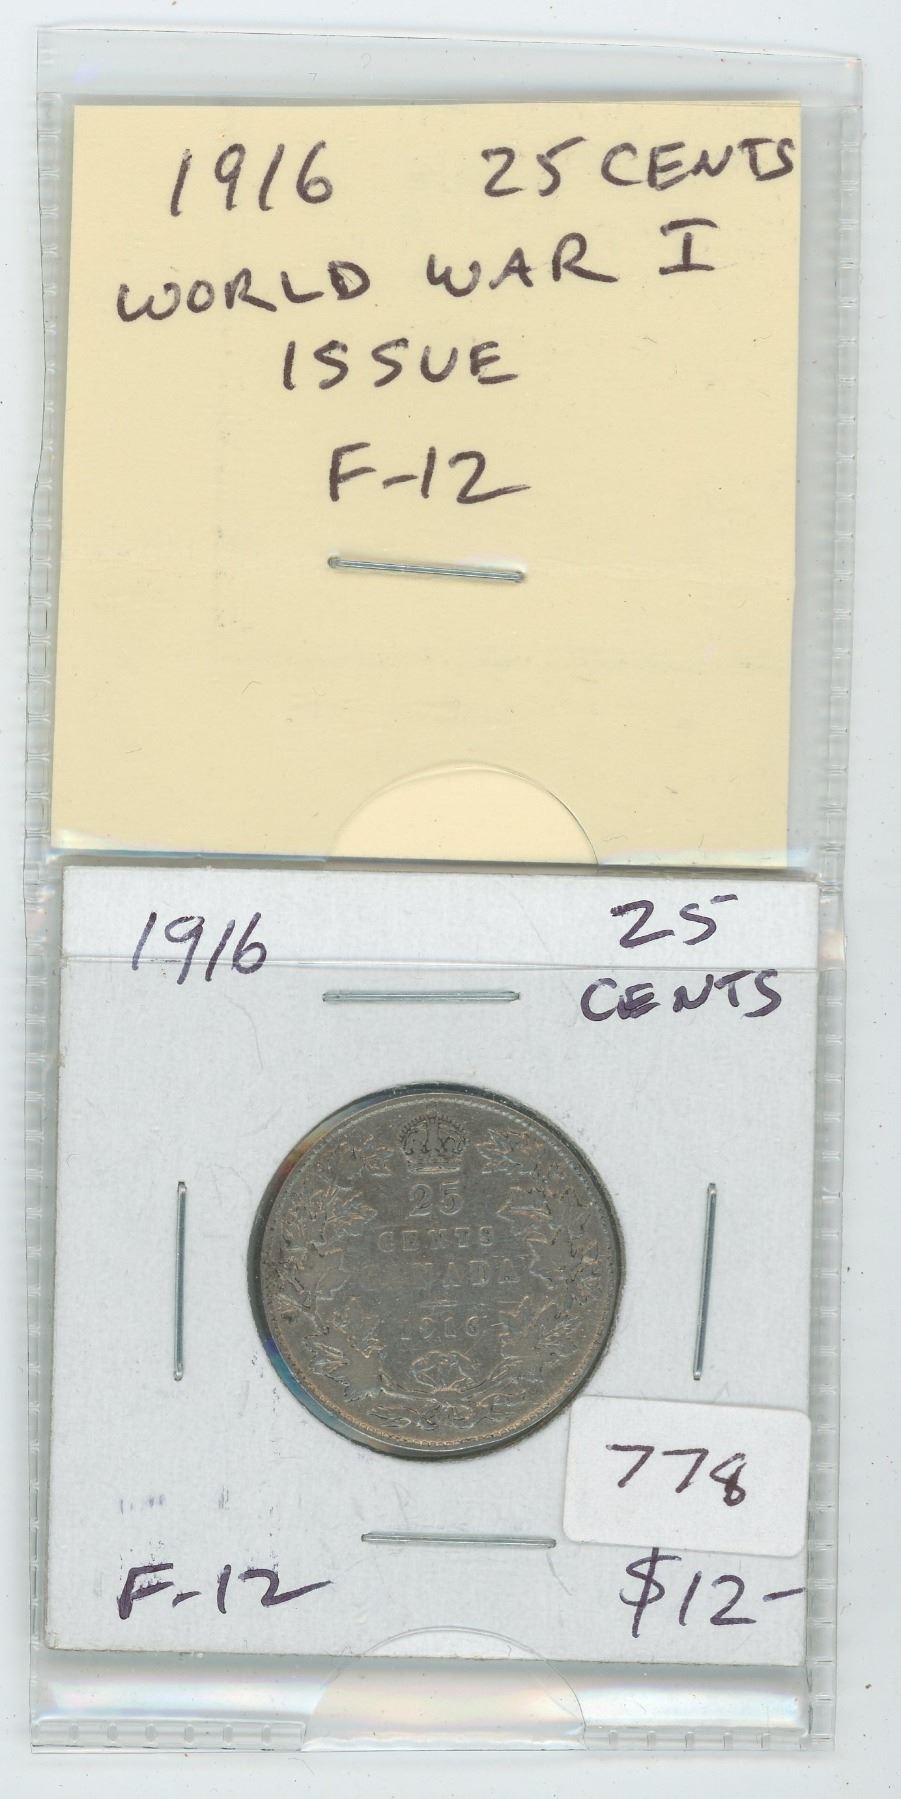 1916 25 CENTS
WORLD WAR I
ISSUE
F-12
1916 25
CENTS
25
CENTS
CANADA
1916
778
F-12 $12-